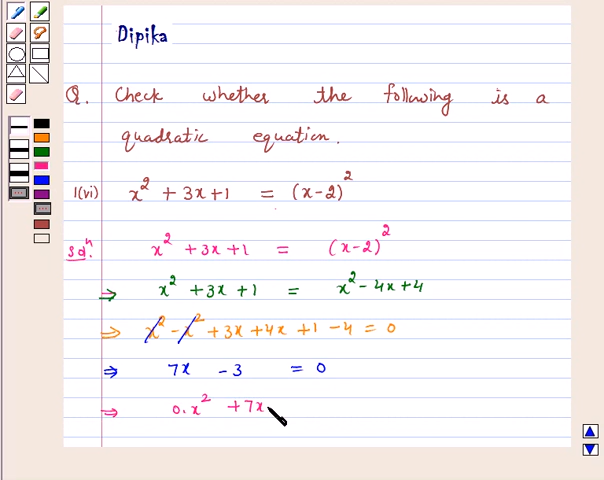 Dipika
Q. Check whether the following is a
quadratic equation.
1(vi) x² + 3x + 1 = (x-2)²
Solⁿ. x² + 3x + 1 = (x-2)²
⇒ x² + 3x + 1 = x² - 4x + 4
⇒ x² - x² + 3x + 4x + 1 - 4 = 0
⇒ 7x - 3 = 0
⇒ 0.x² + 7x